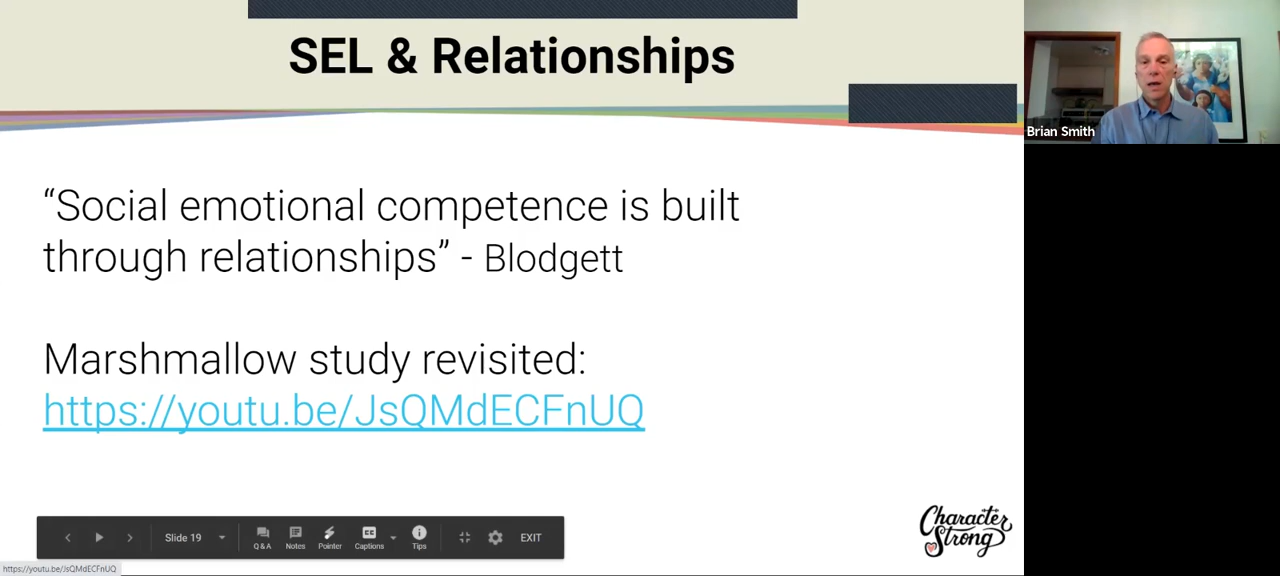 SEL & Relationships
Brian Smith
“Social emotional competence is built
through relationships” - Blodgett
Marshmallow study revisited:
https://youtu.be/JsQMdECFnUQ
Slide 19
Q & A
Notes
Pointer
Captions
Tips
EXIT
Character
Strong
https://youtu.be/JsQMdECFnUQ